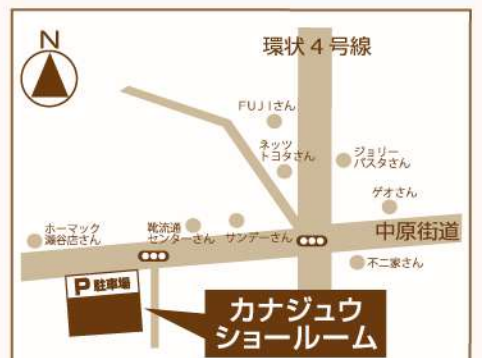 N
環状4号線
FUJIさん
ネッツ
トヨタさん
ジョリー
パスタさん
ゲオさん
ホーマック
瀬谷店さん
靴流通
センターさん
サンデーさん
中原街道
不二家さん
P 駐車場
カナジュウ
ショールーム